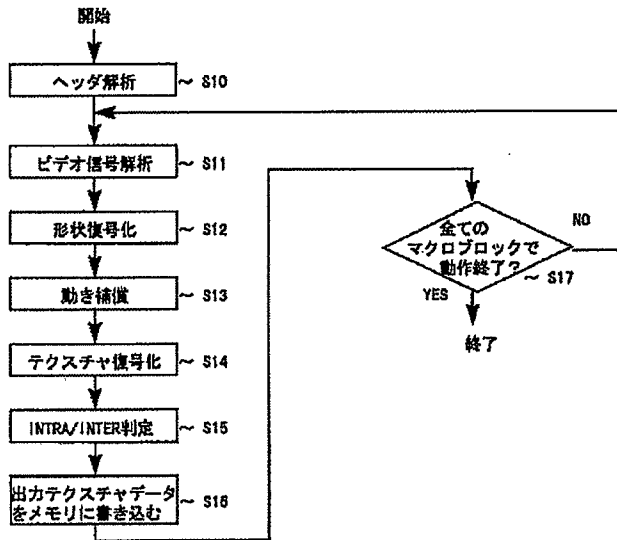 開始
ヘッダ解析
～ S10
ビデオ信号解析
～ S11
形状復号化
～ S12
動き補償
～ S13
テクスチャ復号化
～ S14
INTRA/INTER判定
～ S15
出力テクスチャデータ
をメモリに書き込む
～ S16
全ての
マクロブロックで
動作終了?
～ S17
NO
YES
終了